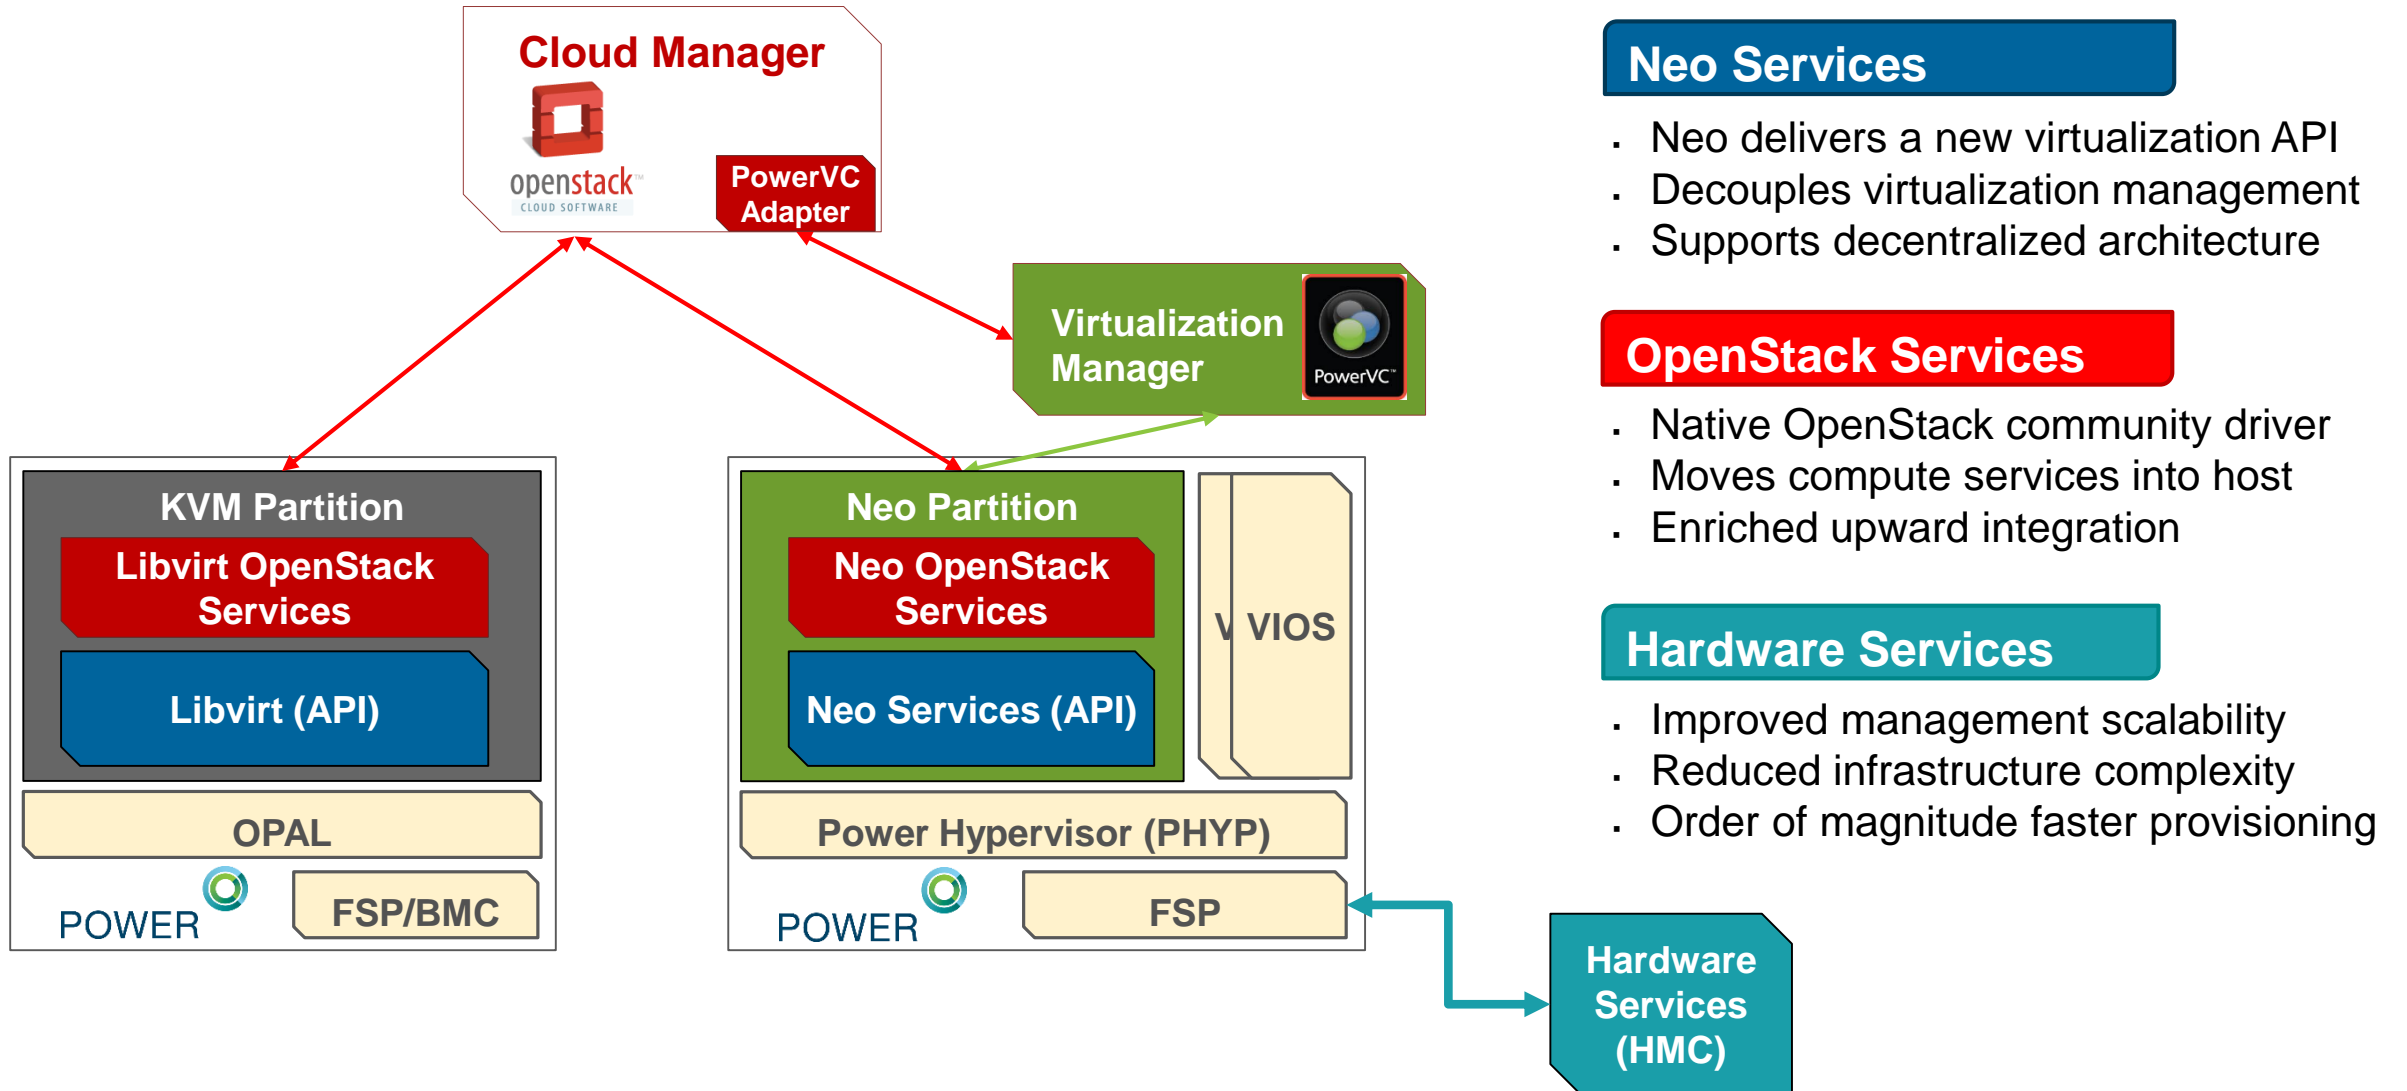 Cloud Manager
openstack™
CLOUD SOFTWARE
PowerVC
Adapter
Virtualization
Manager
PowerVC™
KVM Partition
Libvirt OpenStack
Services
Libvirt (API)
OPAL
POWER
FSP/BMC
Neo Partition
Neo OpenStack
Services
Neo Services (API)
V
VIOS
Power Hypervisor (PHYP)
POWER
FSP
Hardware
Services
(HMC)
Neo Services
▪ Neo delivers a new virtualization API
▪ Decouples virtualization management
▪ Supports decentralized architecture
OpenStack Services
▪ Native OpenStack community driver
▪ Moves compute services into host
▪ Enriched upward integration
Hardware Services
▪ Improved management scalability
▪ Reduced infrastructure complexity
▪ Order of magnitude faster provisioning